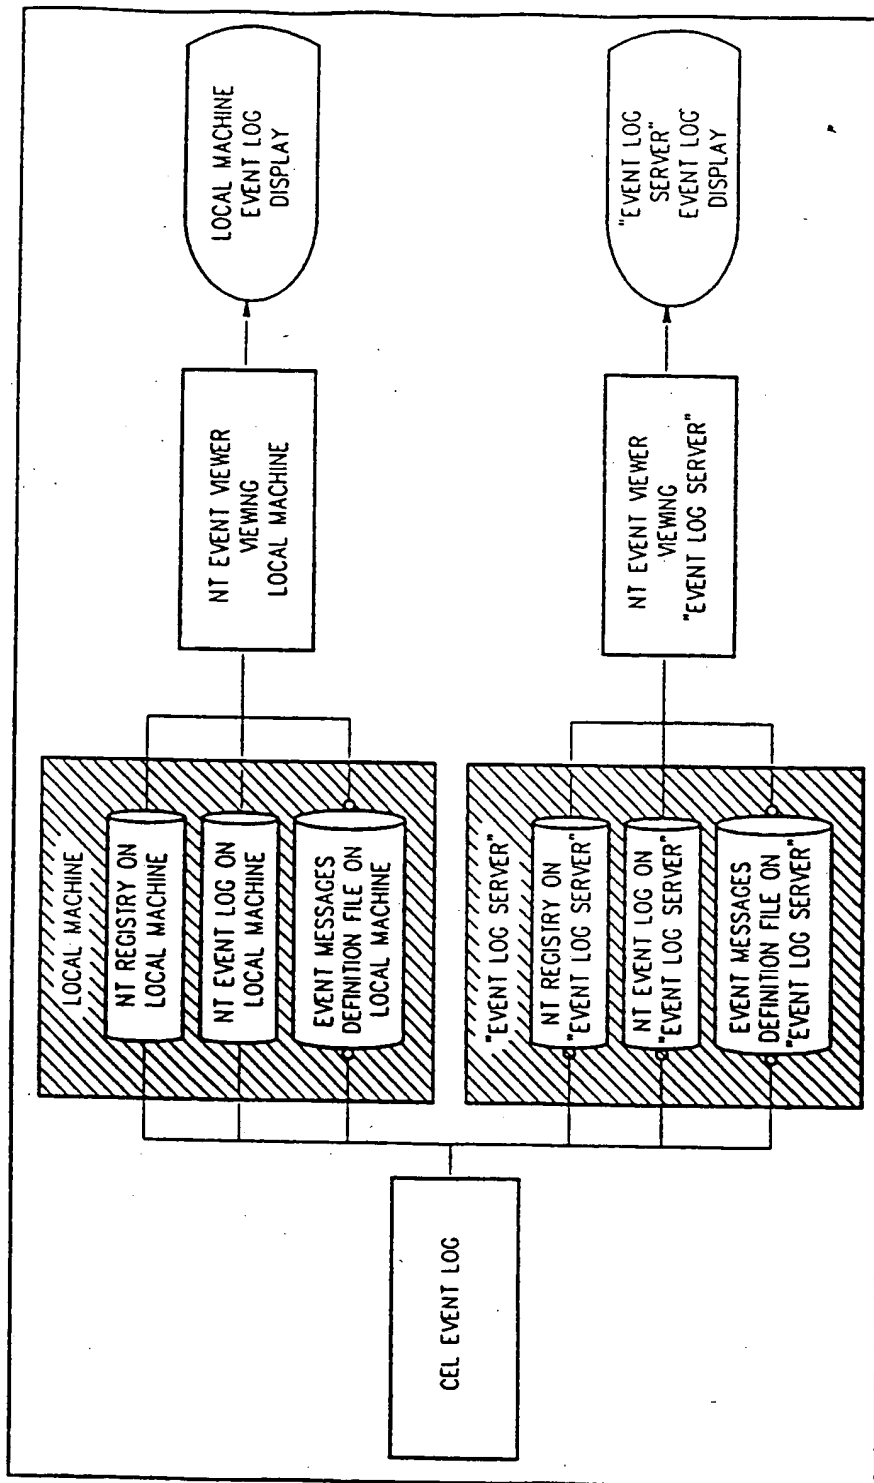 CEL EVENT LOG
LOCAL MACHINE
NT REGISTRY ON
LOCAL MACHINE
NT EVENT LOG ON
LOCAL MACHINE
EVENT MESSAGES
DEFINITION FILE ON
LOCAL MACHINE
NT EVENT VIEWER
VIEWING
LOCAL MACHINE
LOCAL MACHINE
EVENT LOG
DISPLAY
"EVENT LOG SERVER"
NT REGISTRY ON
"EVENT LOG SERVER"
NT EVENT LOG ON
"EVENT LOG SERVER"
EVENT MESSAGES
DEFINITION FILE ON
"EVENT LOG SERVER"
NT EVENT VIEWER
VIEWING
"EVENT LOG SERVER"
"EVENT LOG
SERVER"
EVENT LOG
DISPLAY